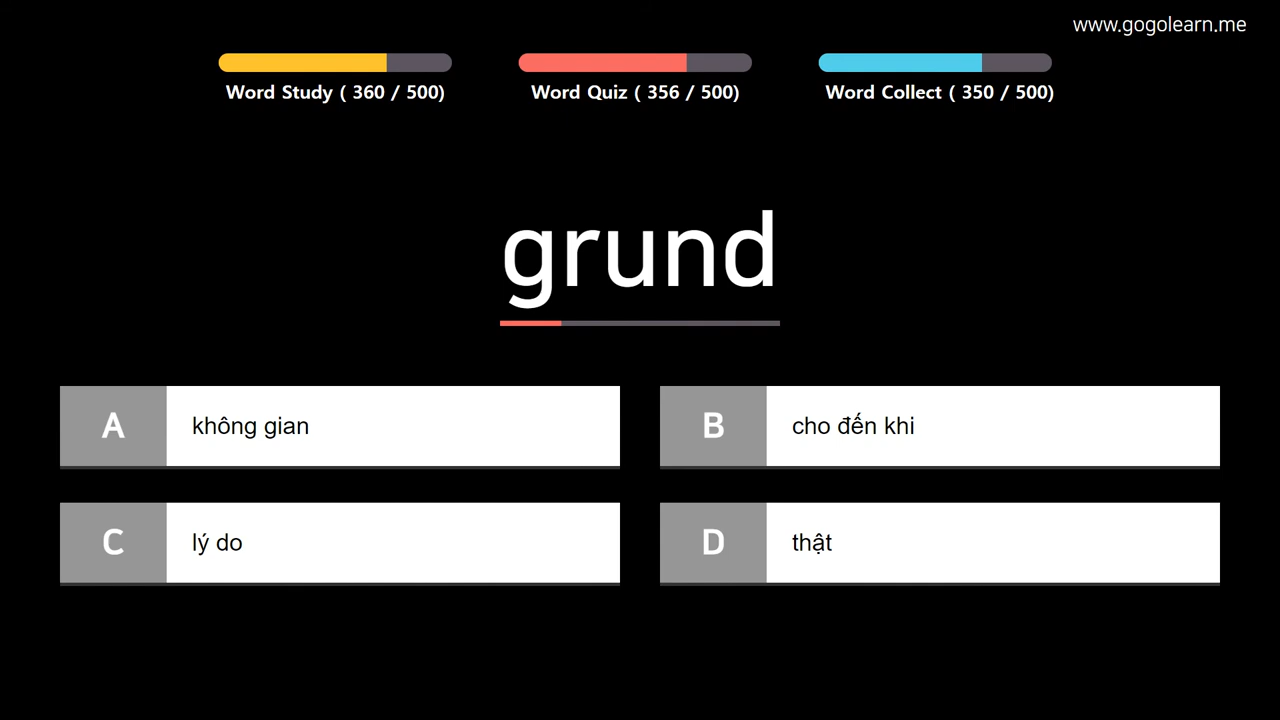 www.gogolearn.me
Word Study ( 360 / 500)
Word Quiz ( 356 / 500)
Word Collect ( 350 / 500)
grund
A
không gian
B
cho đến khi
C
lý do
D
thật